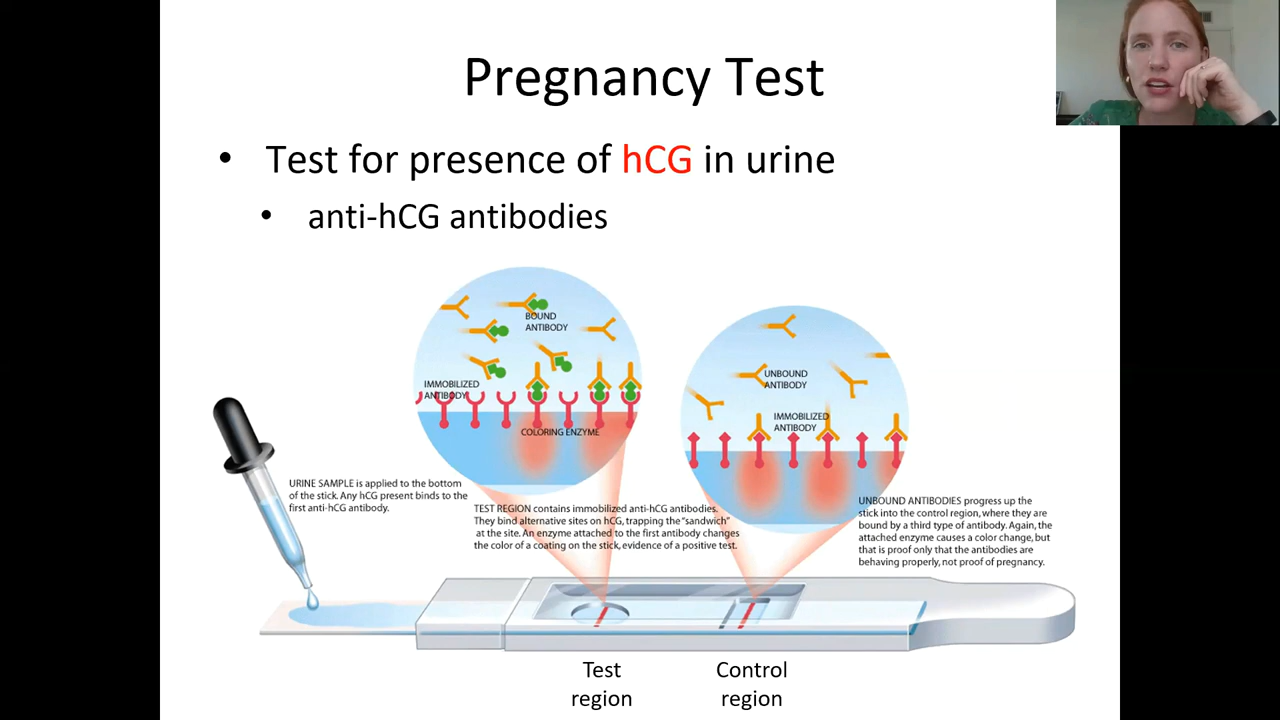 Pregnancy Test
• Test for presence of hCG in urine
• anti-hCG antibodies
BOUND
ANTIBODY
IMMOBILIZED
ANTIBODY
COLORING ENZYME
UNBOUND
ANTIBODY
IMMOBILIZED
ANTIBODY
URINE SAMPLE is applied to the bottom
of the stick. Any hCG present binds to the
first anti-hCG antibody.
TEST REGION contains immobilized anti-hCG antibodies.
They bind alternative sites on hCG, trapping the "sandwich"
at the site. An enzyme attached to the first antibody changes
the color of a coating on the stick, evidence of a positive test.
UNBOUND ANTIBODIES progress up the
stick into the control region, where they are
bound by a third type of antibody. Again, the
attached enzyme causes a color change, but
that is proof only that the antibodies are
behaving properly, not proof of pregnancy.
Test
region
Control
region